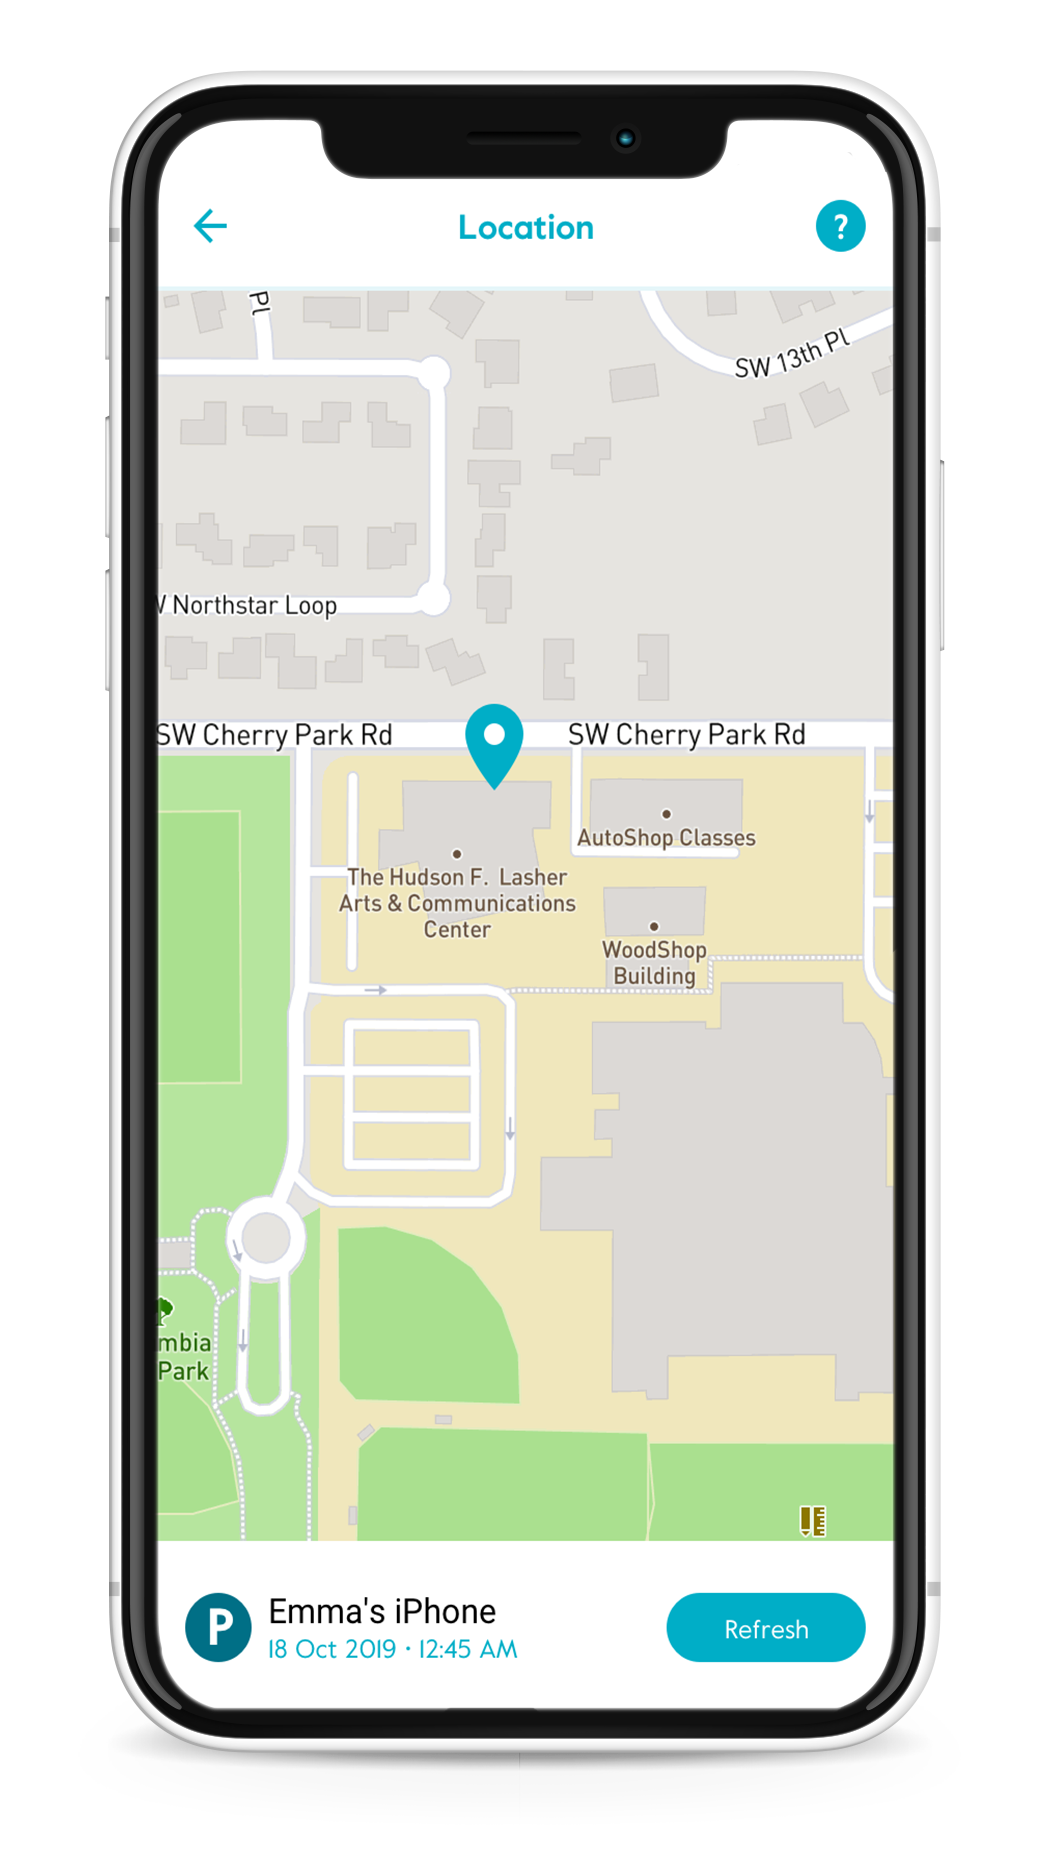 Location
?
Pl
SW 13th Pl
W Northstar Loop
SW Cherry Park Rd
SW Cherry Park Rd
AutoShop Classes
The Hudson F. Lasher
Arts & Communications
Center
WoodShop
Building
mbia
Park
Emma's iPhone
P
18 Oct 2019 • 12:45 AM
Refresh